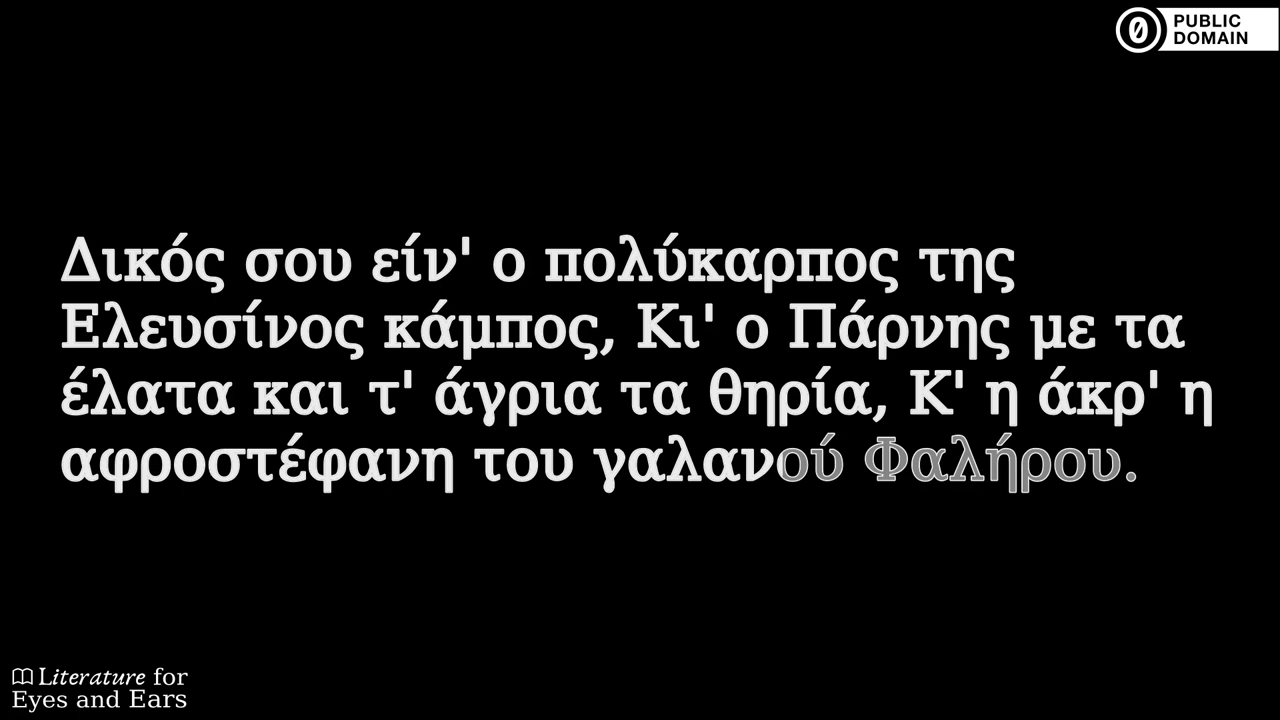 PUBLIC
DOMAIN
Δικός σου είν' ο πολύκαρπος της
Ελευσίνος κάμπος, Κι' ο Πάρνης με τα
έλατα και τ' άγρια τα θηρία, Κ' η άκρ' η
αφροστέφανη του γαλανού Φαλήρου.
Literature for
Eyes and Ears